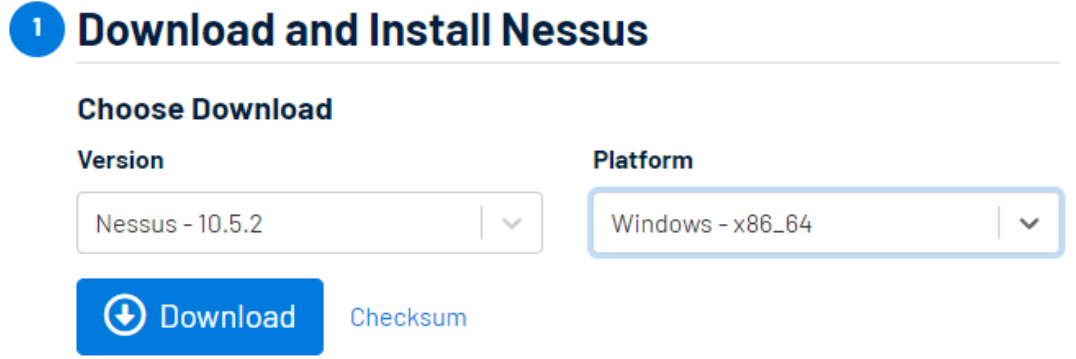 1 Download and Install Nessus
Choose Download
Version Platform
Nessus - 10.5.2 Windows - x86_64
Download Checksum